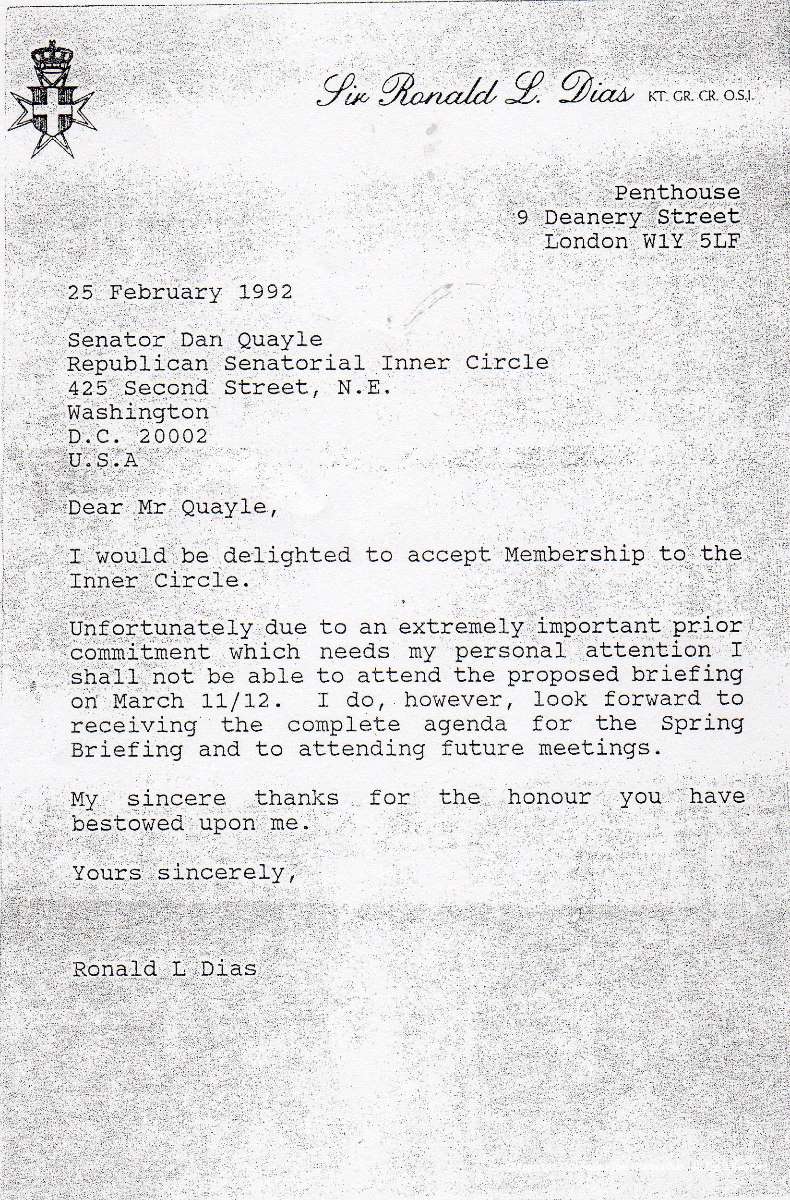 Sir Ronald L. Dias KT. GR. CR. O.S.J.
Penthouse
9 Deanery Street
London W1Y 5LF
25 February 1992
Senator Dan Quayle
Republican Senatorial Inner Circle
425 Second Street, N.E.
Washington
D.C. 20002
U.S.A
Dear Mr Quayle,
I would be delighted to accept Membership to the
Inner Circle.
Unfortunately due to an extremely important prior
commitment which needs my personal attention I
shall not be able to attend the proposed briefing
on March 11/12. I do, however, look forward to
receiving the complete agenda for the Spring
Briefing and to attending future meetings.
My sincere thanks for the honour you have
bestowed upon me.
Yours sincerely,
Ronald L Dias